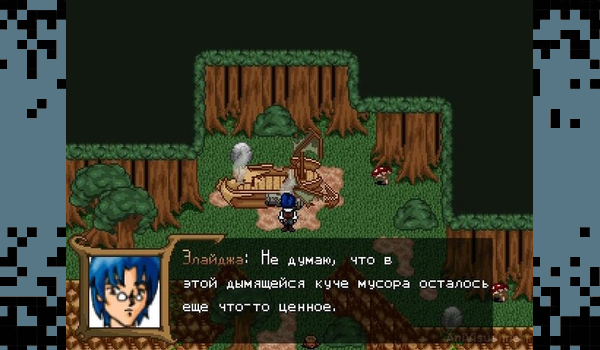 Элайджа: Не думаю, что в
этой дымящейся куче мусора осталось
еще что-то ценное.